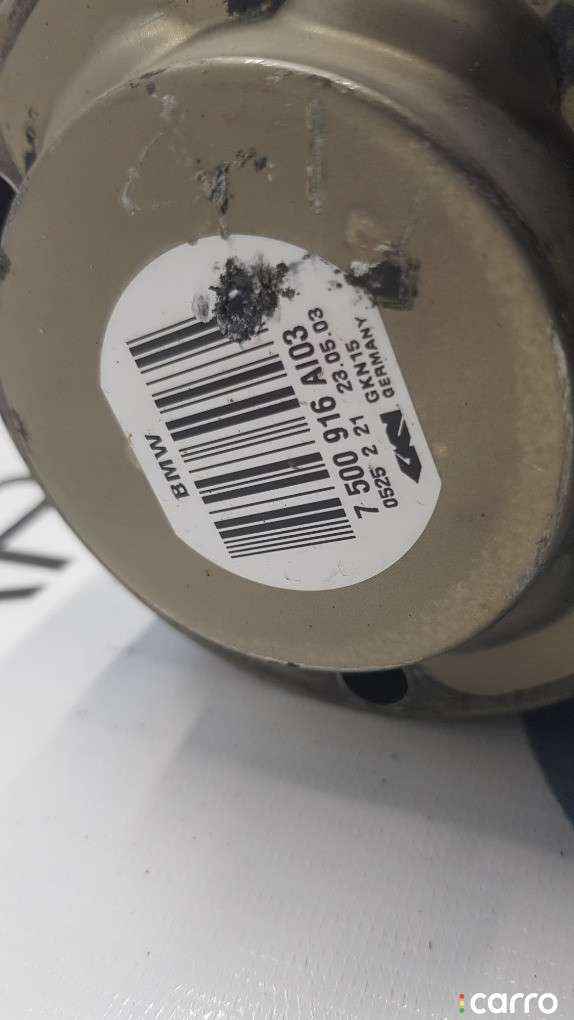 BMW
7 500 916 AI03
0525 2 21 23.05.03
GKN15
GERMANY
carro